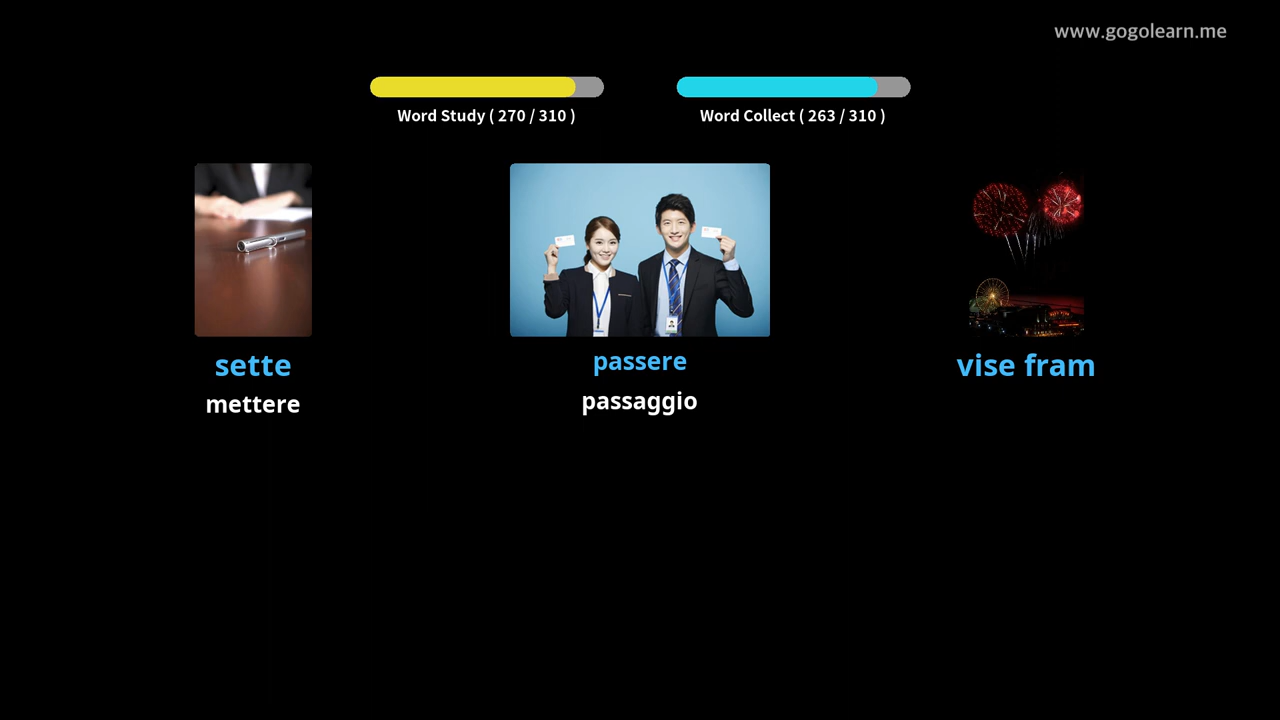 www.gogolearn.me
Word Study ( 270 / 310 )
Word Collect ( 263 / 310 )
sette
mettere
passere
passaggio
vise fram